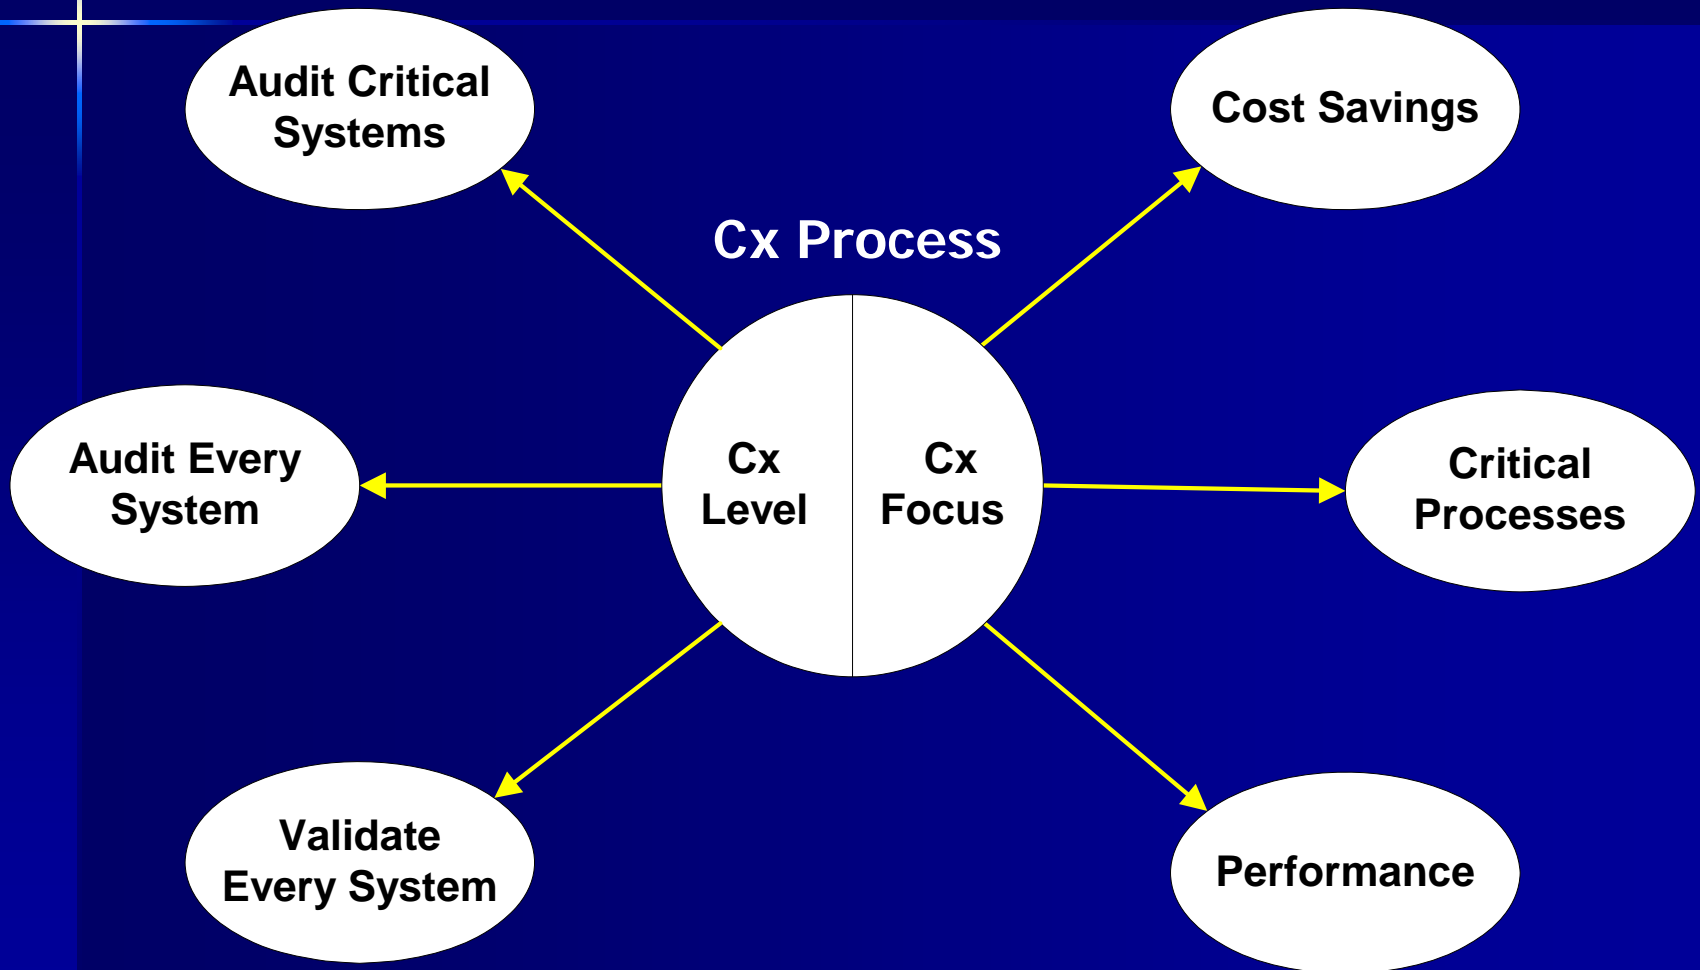 Audit Critical
Systems
Cost Savings
Cx Process
Audit Every
System
Cx
Level
Cx
Focus
Critical
Processes
Validate
Every System
Performance